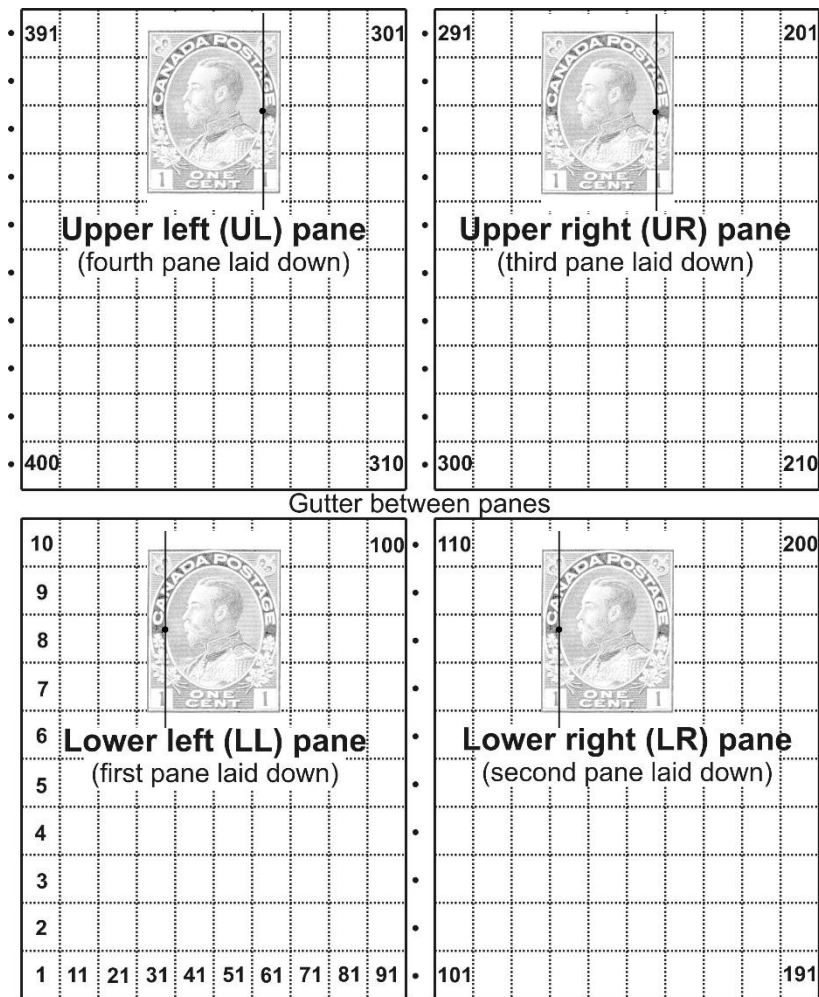 391 301 291 201
CANADA POSTAGE CANADA POSTAGE
1 ONE CENT 1 1 ONE CENT 1
Upper left (UL) pane
(fourth pane laid down)
Upper right (UR) pane
(third pane laid down)
400 310 300 210
Gutter between panes
10 100 110 200
9
CANADA POSTAGE CANADA POSTAGE
8
7
1 ONE CENT 1 1 ONE CENT 1
6
Lower left (LL) pane
(first pane laid down)
Lower right (LR) pane
(second pane laid down)
5
4
3
2
1 11 21 31 41 51 61 71 81 91 101 191